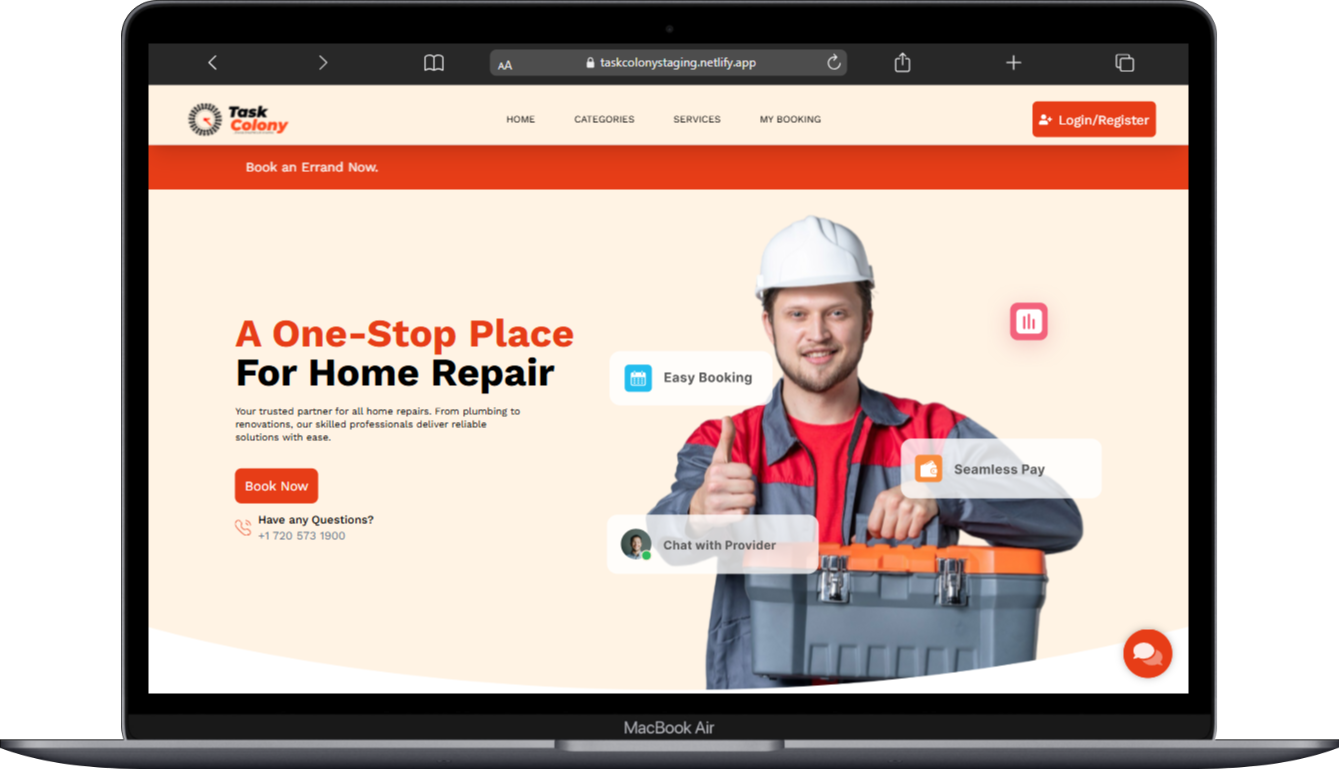 AA taskcolonystaging.netlify.app
Task
Colony
HOME CATEGORIES SERVICES MY BOOKING
Login/Register
Book an Errand Now.
A One-Stop Place
For Home Repair
Your trusted partner for all home repairs. From plumbing to
renovations, our skilled professionals deliver reliable
solutions with ease.
Book Now
Have any Questions?
+1 720 573 1900
Easy Booking
Seamless Pay
Chat with Provider
MacBook Air